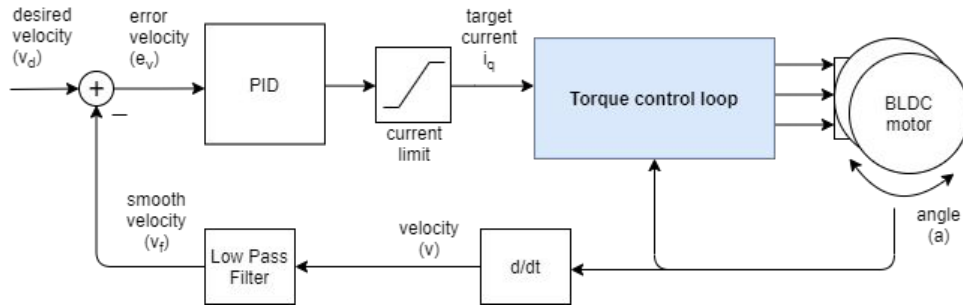 desired
velocity
(v_d)
error
velocity
(e_v)
PID
current
limit
target
current
i_q
Torque control loop
BLDC
motor
angle
(a)
smooth
velocity
(v_f)
Low Pass
Filter
velocity
(v)
d/dt
+
−